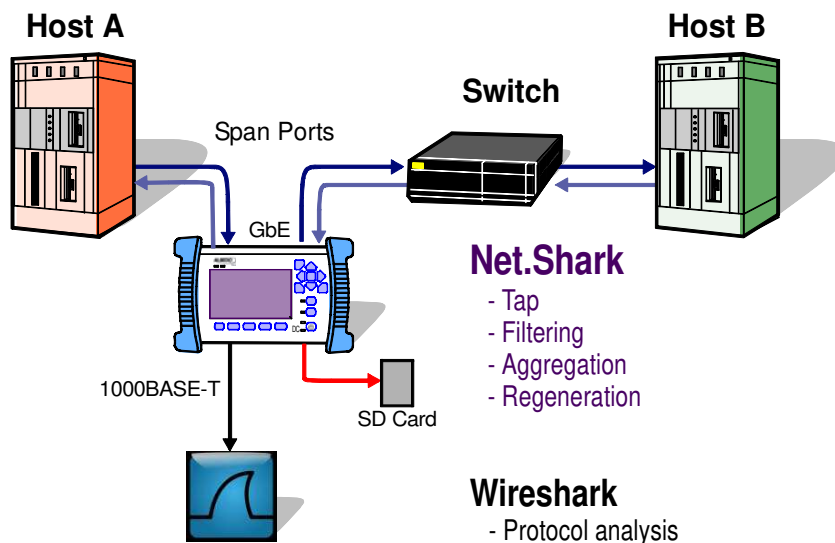 Host A
Host B
Switch
Span Ports
GbE
Net.Shark
- Tap
- Filtering
- Aggregation
- Regeneration
1000BASE-T
SD Card
Wireshark
- Protocol analysis